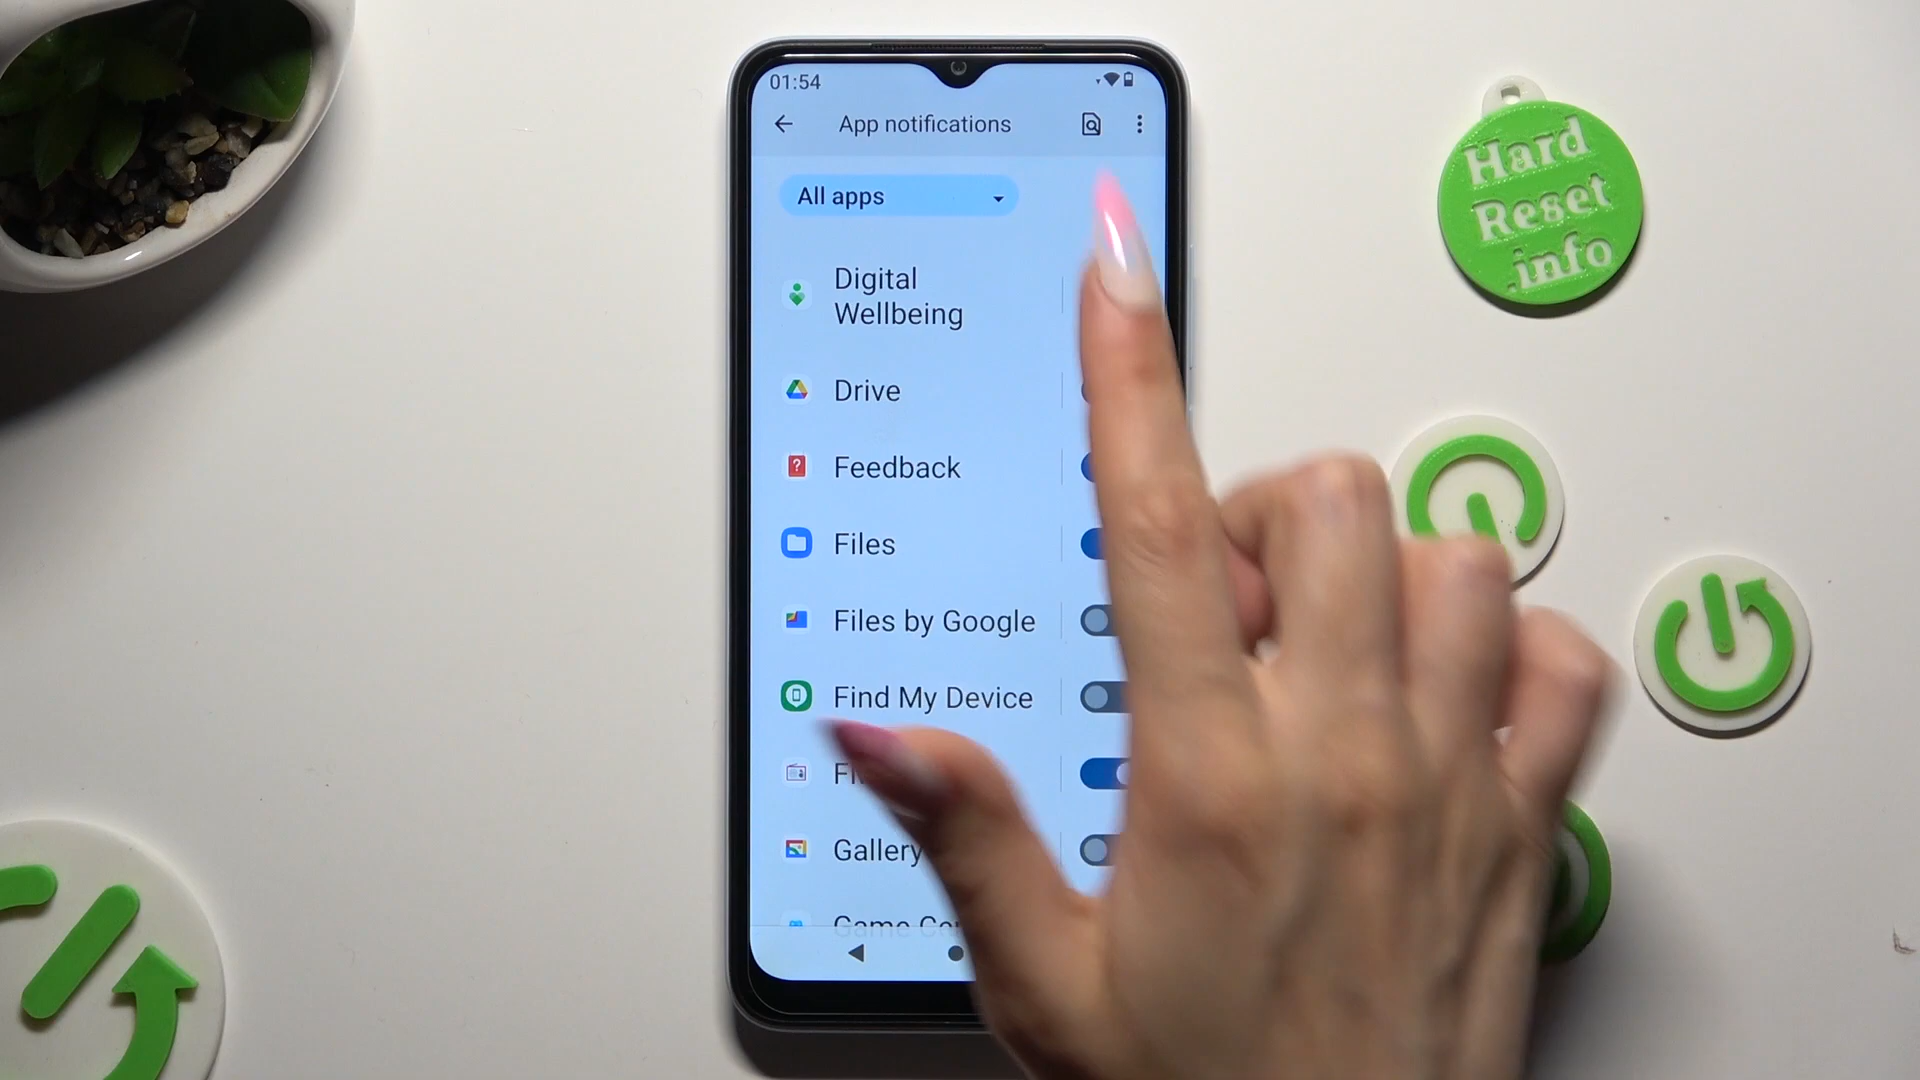 01:54
App notifications
All apps
Digital
Wellbeing
Drive
Feedback
Files
Files by Google
Find My Device
Gallery
Game
Hard
Reset
.info